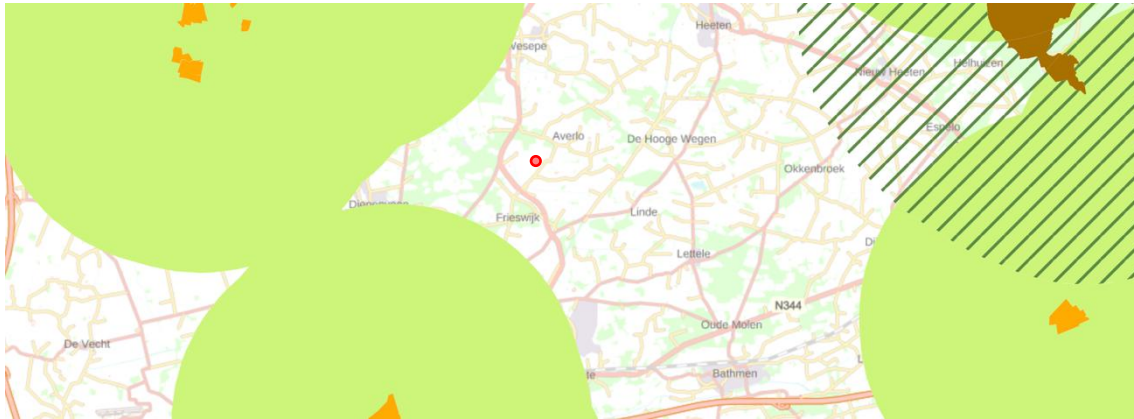 Heeten
Wesepe
Helhuizen
Nieuw Heeten
Espelo
Averlo
De Hooge Wegen
Okkenbroek
Frieswijk
Linde
Lettele
N344
Oude Molen
De Vecht
Bathmen